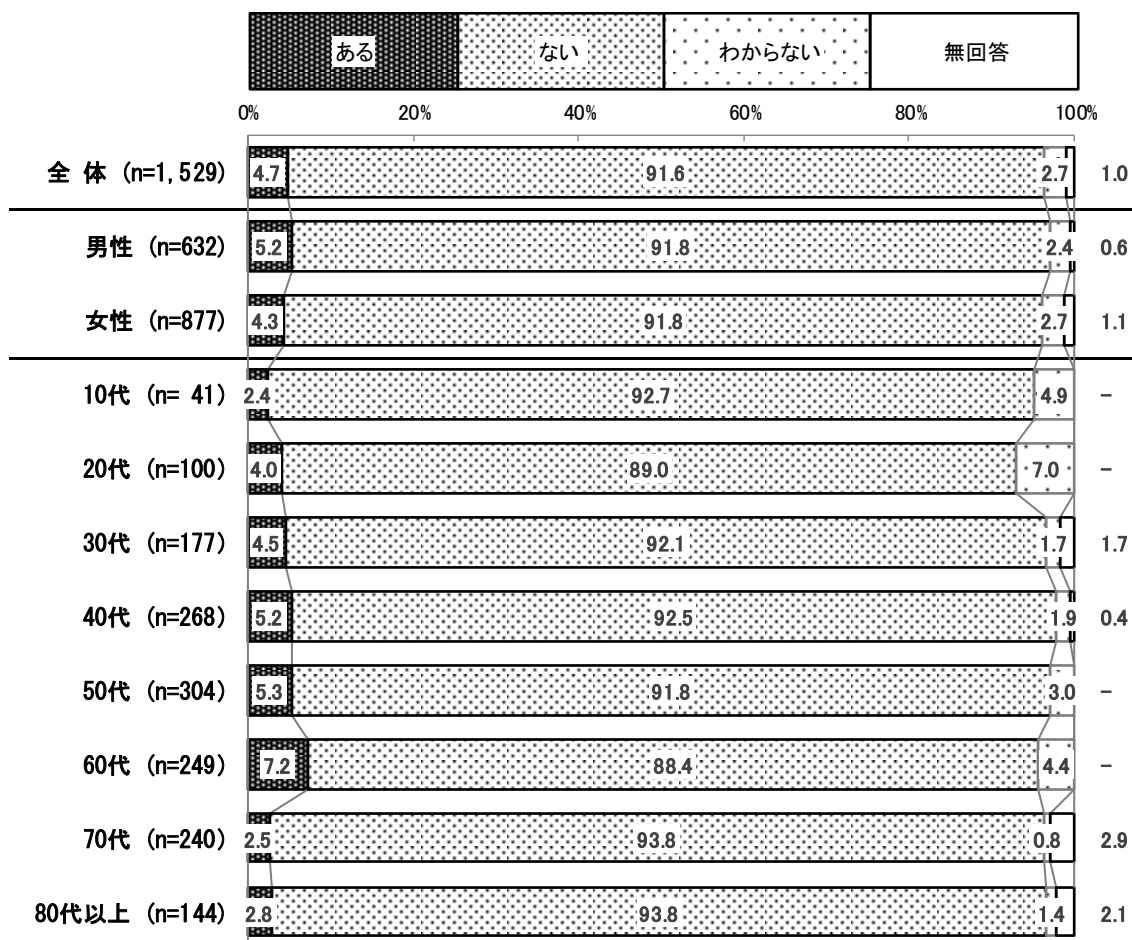 ある ない わからない 無回答
0% 20% 40% 60% 80% 100%
全 体 (n=1,529) 4.7 91.6 2.7 1.0
男性 (n=632) 5.2 91.8 2.4 0.6
女性 (n=877) 4.3 91.8 2.7 1.1
10代 (n= 41) 2.4 92.7 4.9 -
20代 (n=100) 4.0 89.0 7.0 -
30代 (n=177) 4.5 92.1 1.7 1.7
40代 (n=268) 5.2 92.5 1.9 0.4
50代 (n=304) 5.3 91.8 3.0 -
60代 (n=249) 7.2 88.4 4.4 -
70代 (n=240) 2.5 93.8 0.8 2.9
80代以上 (n=144) 2.8 93.8 1.4 2.1